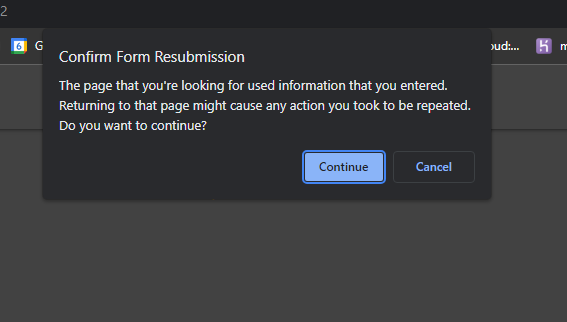 2
6
G
oud:...
m
Confirm Form Resubmission
The page that you're looking for used information that you entered.
Returning to that page might cause any action you took to be repeated.
Do you want to continue?
Continue
Cancel